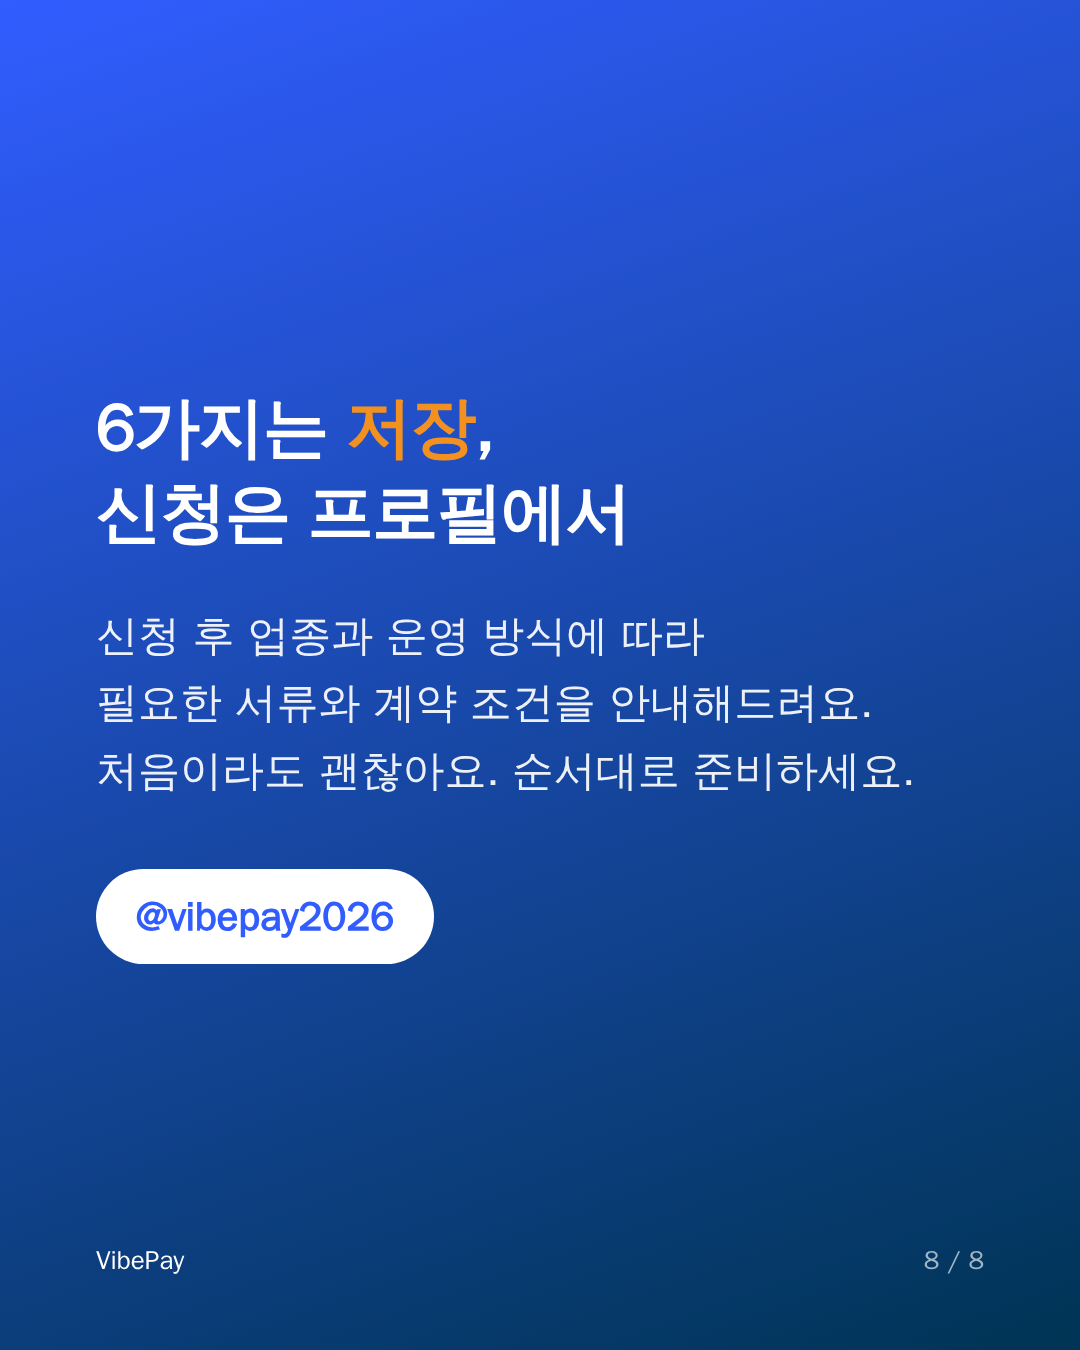 6가지는 저장,
신청은 프로필에서
신청 후 업종과 운영 방식에 따라
필요한 서류와 계약 조건을 안내해드려요.
처음이라도 괜찮아요. 순서대로 준비하세요.
@vibepay2026
VibePay
8 / 8